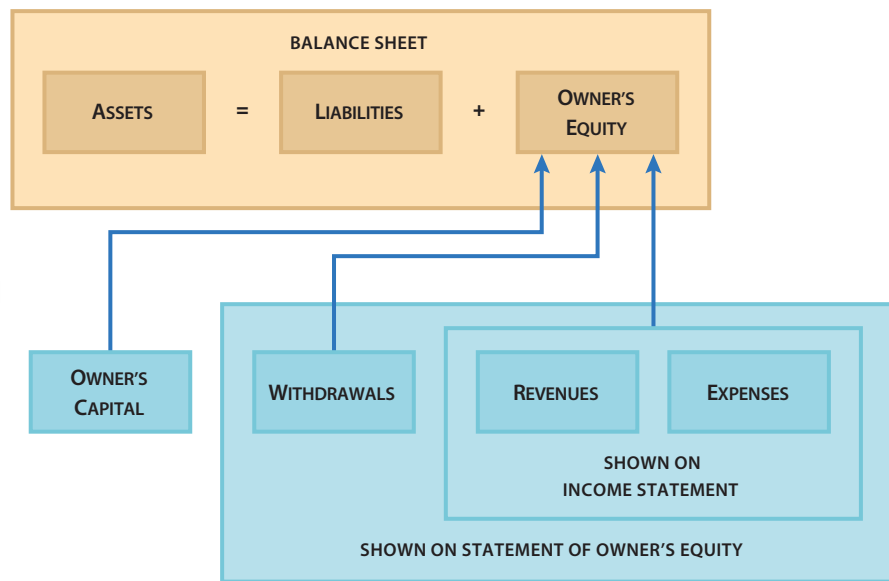 BALANCE SHEET
ASSETS = LIABILITIES + OWNER'S
EQUITY
OWNER'S
CAPITAL
WITHDRAWALS
REVENUES
EXPENSES
SHOWN ON
INCOME STATEMENT
SHOWN ON STATEMENT OF OWNER'S EQUITY